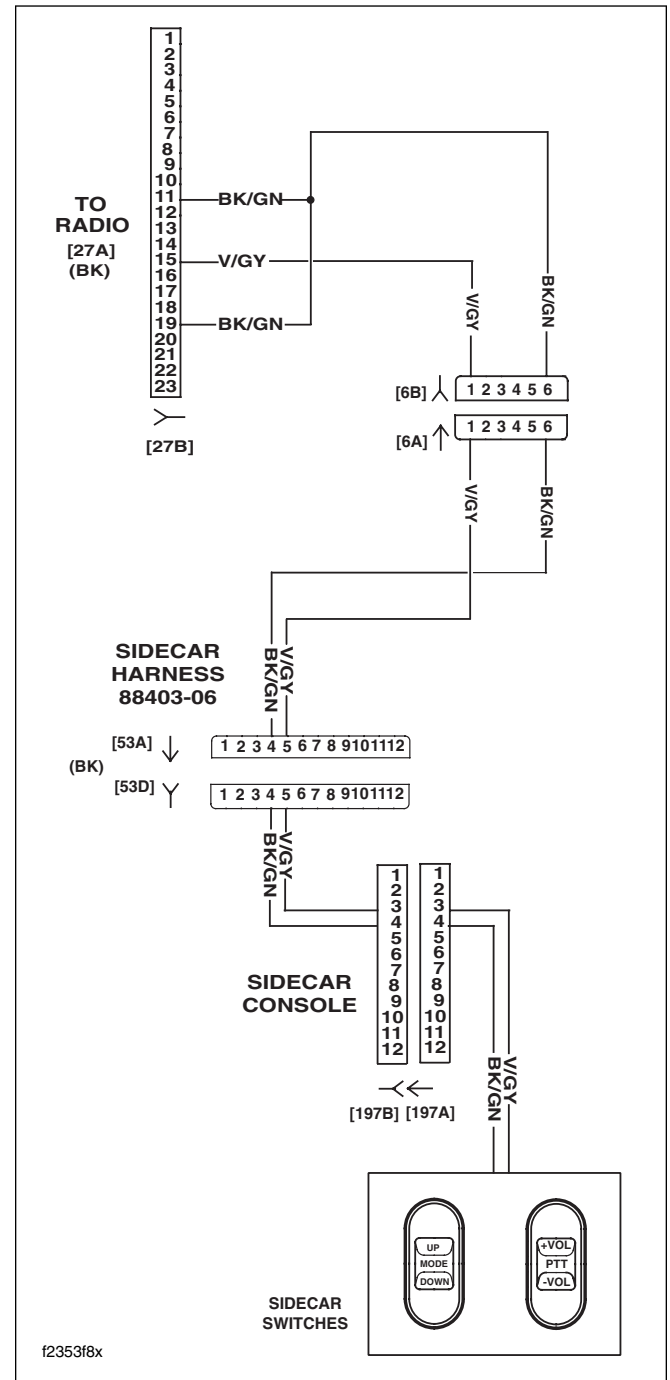 1
2
3
4
5
6
7
8
9
10
11
12
13
14
15
16
17
18
19
20
21
22
23
TO
RADIO
[27A]
(BK)
BK/GN
V/GY
BK/GN
[27B]
V/GY
BK/GN
[6B]
1 2 3 4 5 6
[6A]
1 2 3 4 5 6
V/GY
BK/GN
SIDECAR
HARNESS
88403-06
BK/GN
V/GY
[53A]
1 2 3 4 5 6 7 8 9 10 11 12
(BK)
[53D]
1 2 3 4 5 6 7 8 9 10 11 12
BK/GN
V/GY
1
2
3
4
5
6
7
8
9
10
11
12
1
2
3
4
5
6
7
8
9
10
11
12
SIDECAR
CONSOLE
[197B] [197A]
BK/GN
V/GY
UP
MODE
DOWN
+VOL
PTT
-VOL
SIDECAR
SWITCHES
f2353f8x